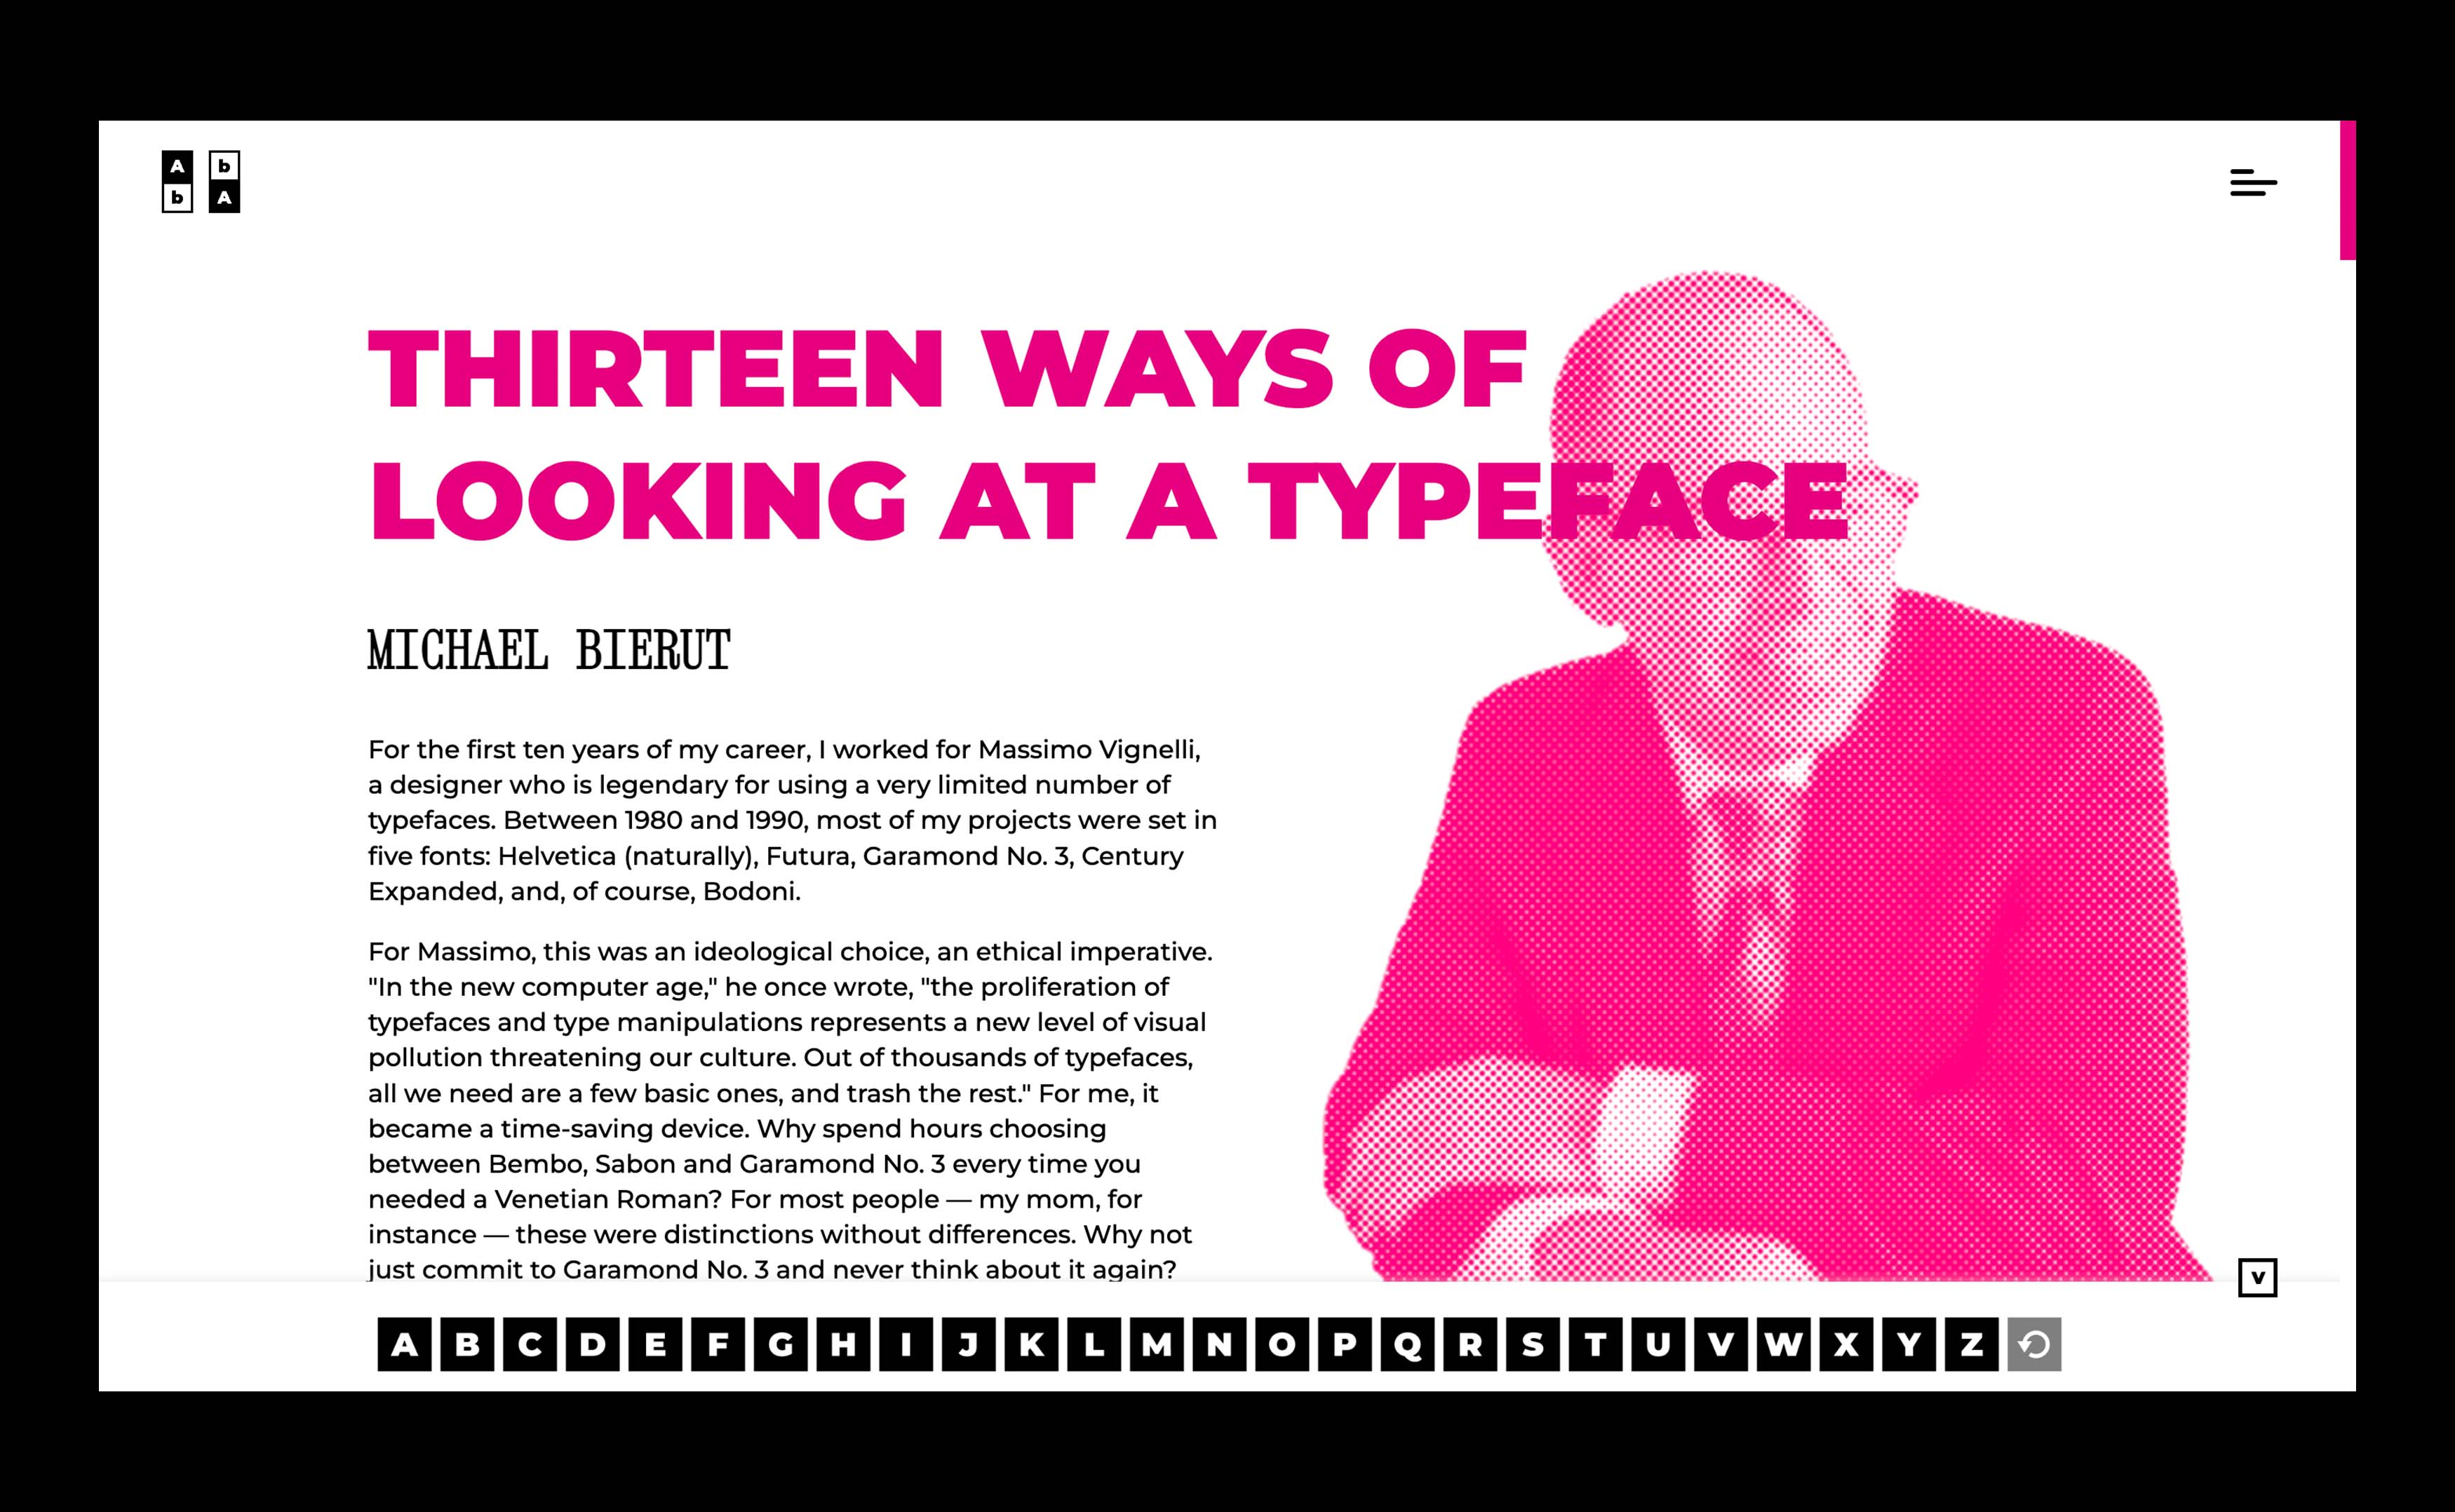 A b
b A
THIRTEEN WAYS OF
LOOKING AT A TYPEFACE
MICHAEL BIERUT
For the first ten years of my career, I worked for Massimo Vignelli,
a designer who is legendary for using a very limited number of
typefaces. Between 1980 and 1990, most of my projects were set in
five fonts: Helvetica (naturally), Futura, Garamond No. 3, Century
Expanded, and, of course, Bodoni.
For Massimo, this was an ideological choice, an ethical imperative.
"In the new computer age," he once wrote, "the proliferation of
typefaces and type manipulations represents a new level of visual
pollution threatening our culture. Out of thousands of typefaces,
all we need are a few basic ones, and trash the rest." For me, it
became a time-saving device. Why spend hours choosing
between Bembo, Sabon and Garamond No. 3 every time you
needed a Venetian Roman? For most people — my mom, for
instance — these were distinctions without differences. Why not
just commit to Garamond No. 3 and never think about it again?
v
A B C D E F G H I J K L M N O P Q R S T U V W X Y Z